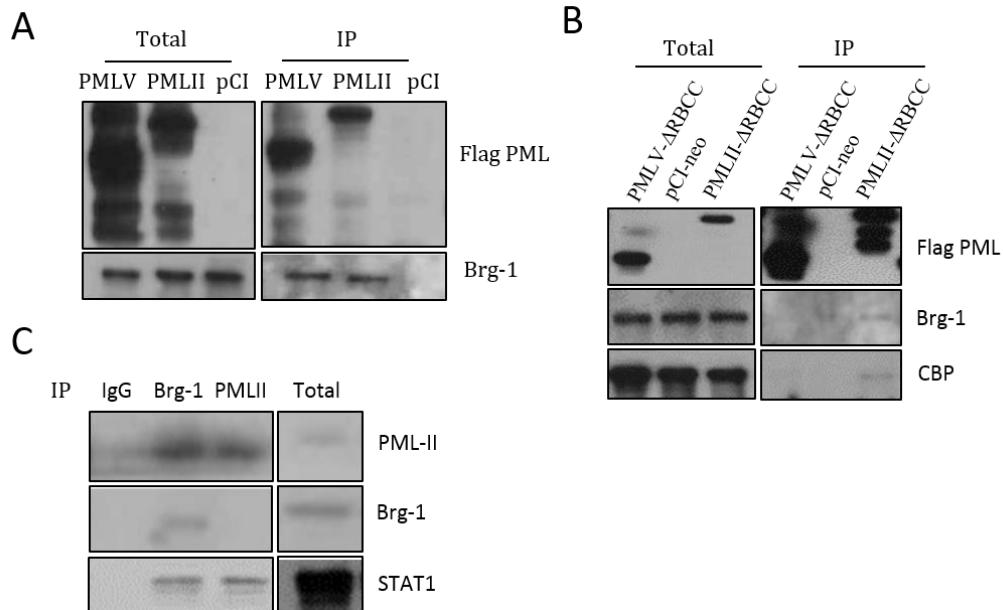 A
Total IP
PMLV PMLII pCI PMLV PMLII pCI
Flag PML
Brg-1
B
Total IP
PMLV-ΔRBCC pCI-neo PMLII-ΔRBCC PMLV-ΔRBCC pCI-neo PMLII-ΔRBCC
Flag PML
Brg-1
CBP
C
IP IgG Brg-1 PMLII Total
PML-II
Brg-1
STAT1